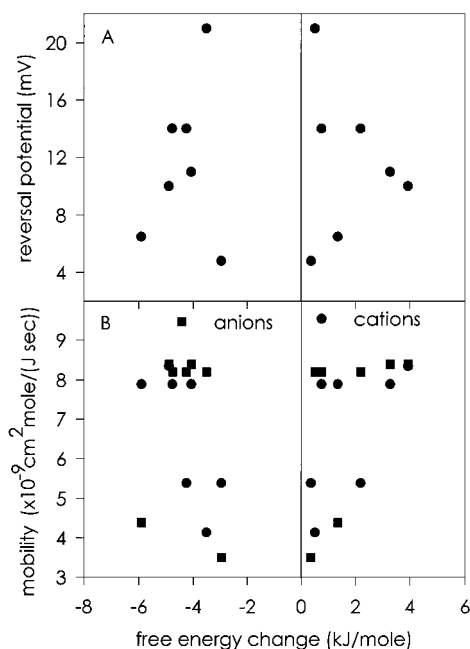 A
reversal potential (mV)
20
16
12
8
4
B
■ anions
● cations
mobility (x10⁻⁹cm²mole/(J sec))
9
8
7
6
5
4
3
-8 -6 -4 -2 0 2 4 6
free energy change (kJ/mole)